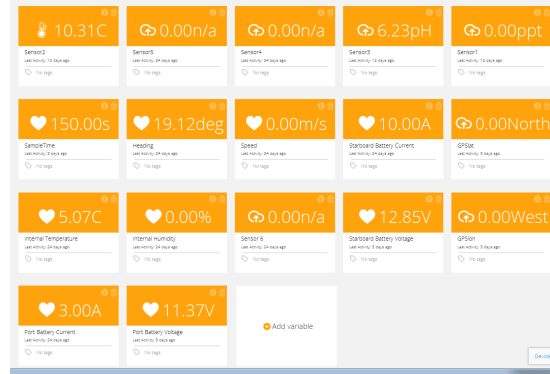 10.31C
Sensor2
Last Activity: 12 days ago
No tags
0.00n/a
Sensor5
Last Activity: 24 days ago
No tags
0.00n/a
Sensor4
Last Activity: 24 days ago
No tags
6.23pH
Sensor3
Last Activity: 12 days ago
No tags
0.00ppt
Sensor1
Last Activity: 12 days ago
No tags
150.00s
SampleTime
Last Activity: 3 days ago
No tags
19.12deg
Heading
Last Activity: 24 days ago
No tags
0.00m/s
Speed
Last Activity: 24 days ago
No tags
10.00A
Starboard Battery Current
Last Activity: 24 days ago
No tags
0.00North
GPSlat
Last Activity: 3 days ago
No tags
5.07C
Internal Temperature
Last Activity: 24 days ago
No tags
0.00%
Internal Humidity
Last Activity: 24 days ago
No tags
0.00n/a
Sensor 6
Last Activity: 24 days ago
No tags
12.85V
Starboard Battery Voltage
Last Activity: 3 days ago
No tags
0.00West
GPSlon
Last Activity: 3 days ago
No tags
3.00A
Port Battery Current
Last Activity: 24 days ago
No tags
11.37V
Port Battery Voltage
Last Activity: 3 days ago
No tags
Add variable
Device